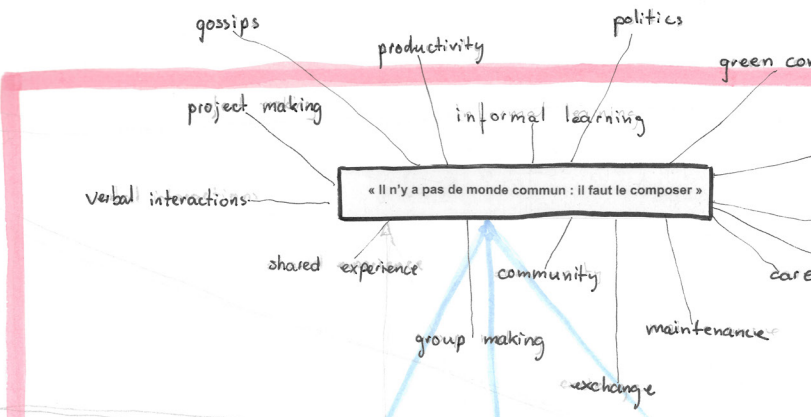 gossips
politics
productivity
green
project making
informal learning
« Il n'y a pas de monde commun : il faut le composer »
verbal interactions
shared experience
community
care
group making
maintenance
exchange